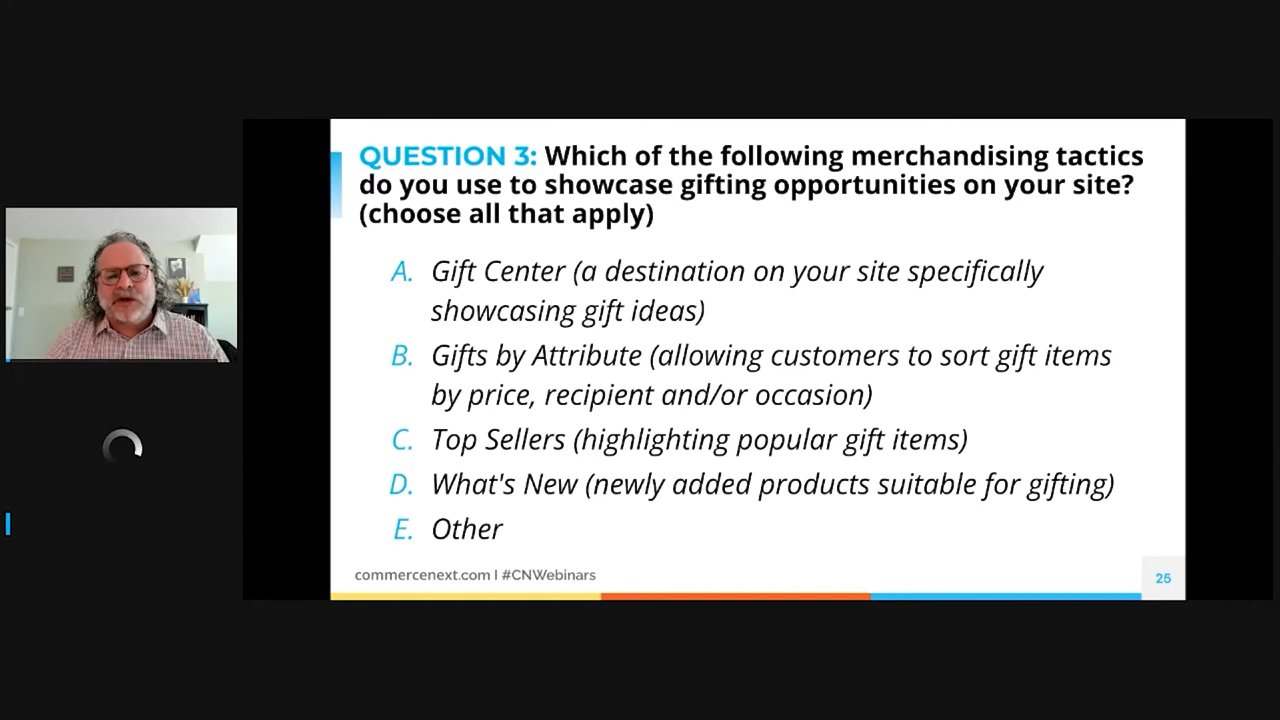 QUESTION 3: Which of the following merchandising tactics
do you use to showcase gifting opportunities on your site?
(choose all that apply)
A. Gift Center (a destination on your site specifically
showcasing gift ideas)
B. Gifts by Attribute (allowing customers to sort gift items
by price, recipient and/or occasion)
C. Top Sellers (highlighting popular gift items)
D. What's New (newly added products suitable for gifting)
E. Other
commercenext.com I #CNWebinars
25